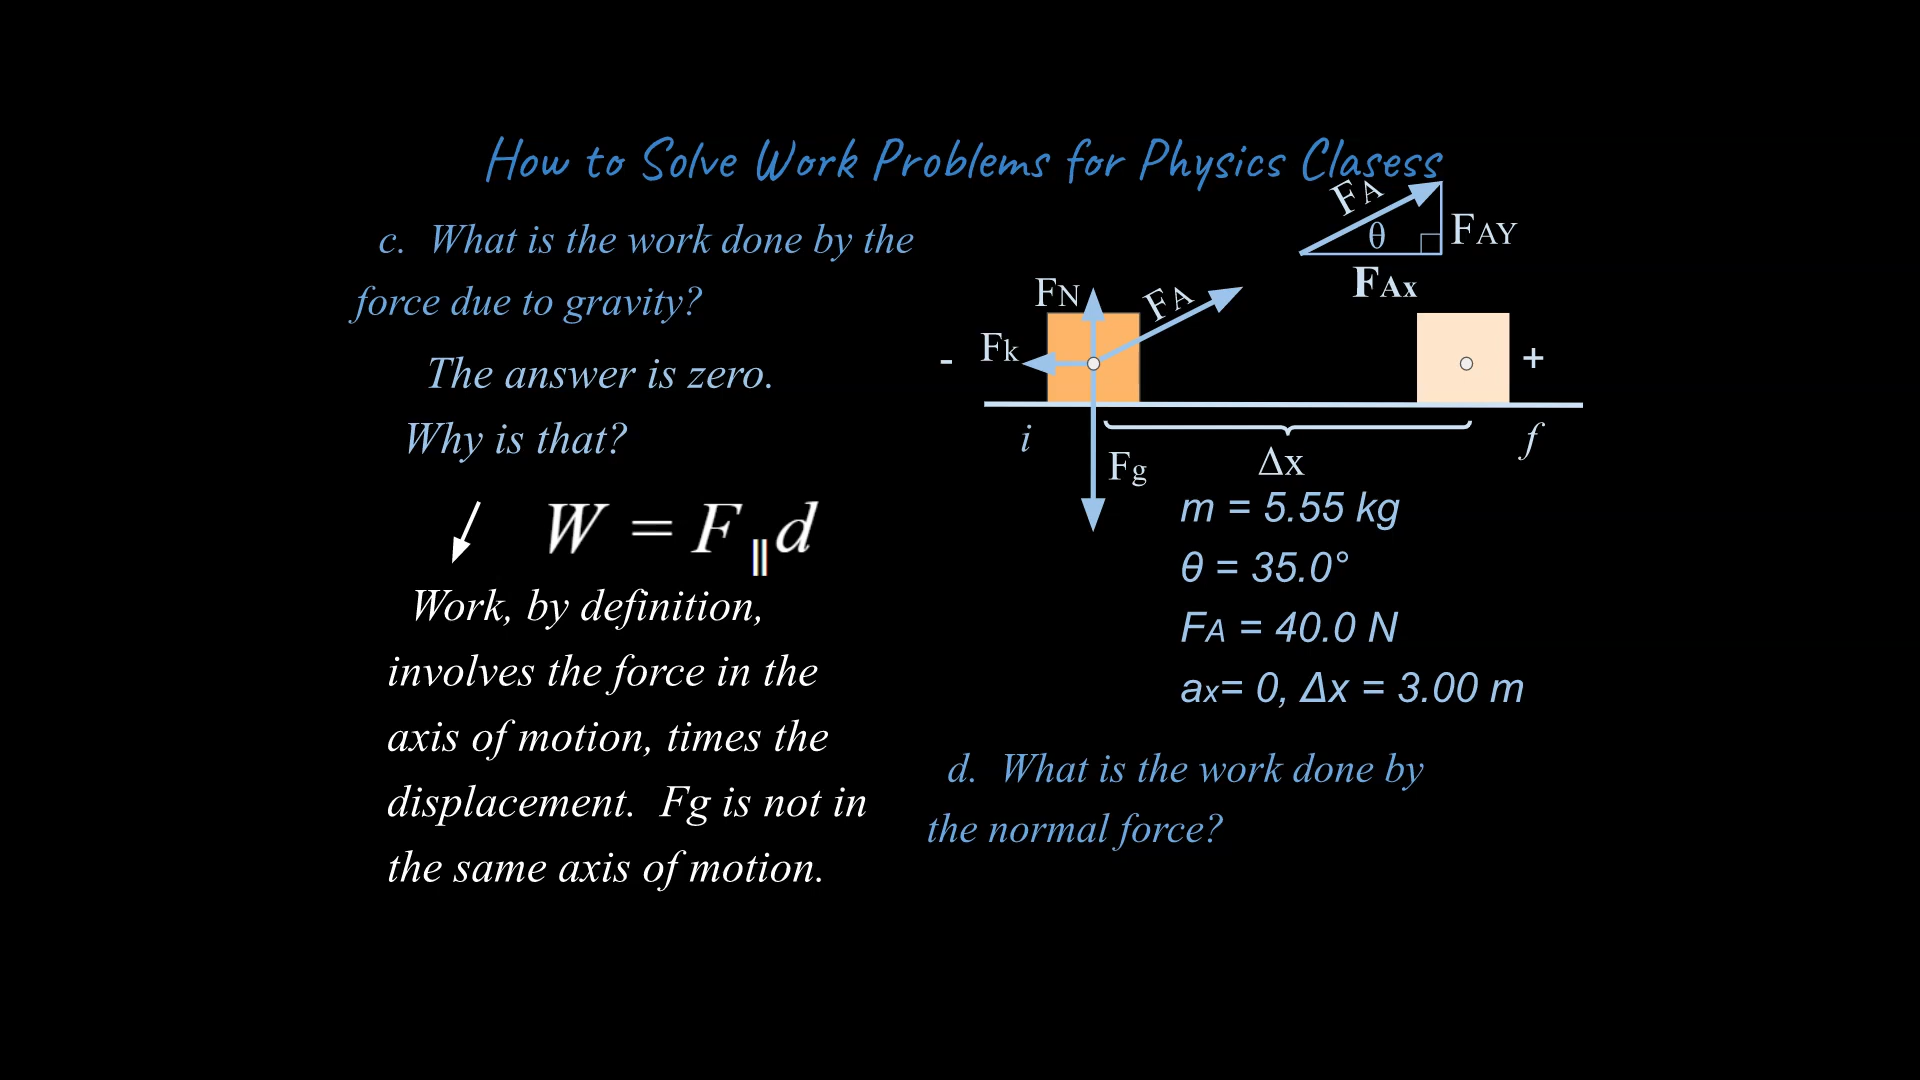 How to Solve Work Problems for Physics Clasess
c. What is the work done by the
force due to gravity?
The answer is zero.
Why is that?
W = F∥d
Work, by definition,
involves the force in the
axis of motion, times the
displacement. Fg is not in
the same axis of motion.
FA
θ
FAY
FAx
FN
FA
- Fk
+
i
f
Fg
Δx
m = 5.55 kg
θ = 35.0°
FA = 40.0 N
ax= 0, Δx = 3.00 m
d. What is the work done by
the normal force?